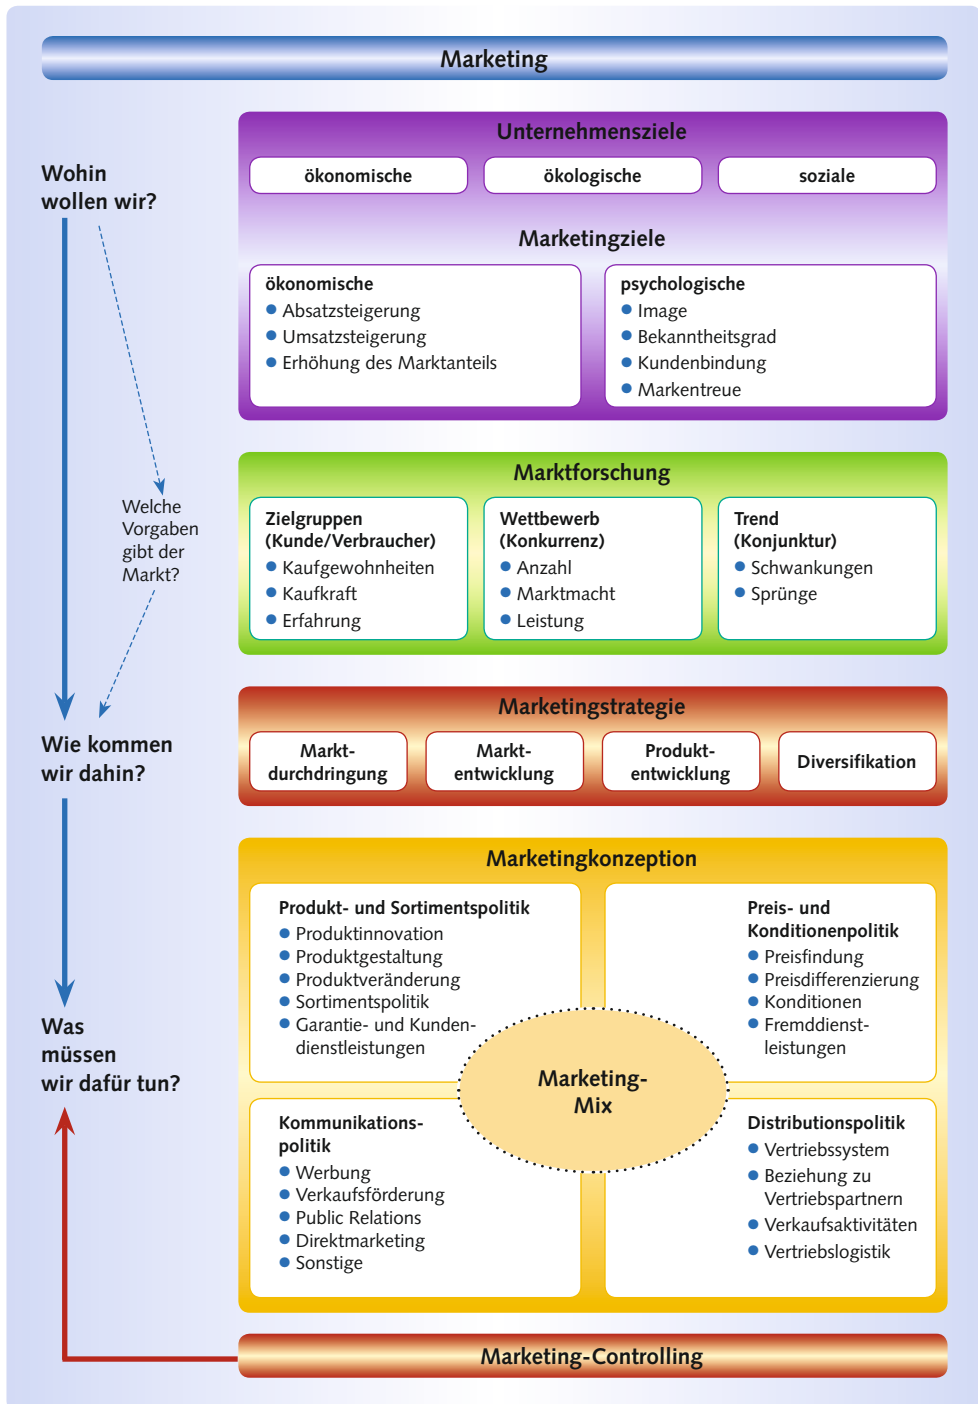 Marketing
Wohin
wollen wir?
Unternehmensziele
ökonomische
ökologische
soziale
Marketingziele
ökonomische
Absatzsteigerung
Umsatzsteigerung
Erhöhung des Marktanteils
psychologische
Image
Bekanntheitsgrad
Kundenbindung
Markentreue
Welche
Vorgaben
gibt der
Markt?
Marktforschung
Zielgruppen
(Kunde/Verbraucher)
Kaufgewohnheiten
Kaufkraft
Erfahrung
Wettbewerb
(Konkurrenz)
Anzahl
Marktmacht
Leistung
Trend
(Konjunktur)
Schwankungen
Sprünge
Wie kommen
wir dahin?
Marketingstrategie
Markt-
durchdringung
Markt-
entwicklung
Produkt-
entwicklung
Diversifikation
Was
müssen
wir dafür tun?
Marketingkonzeption
Produkt- und Sortimentspolitik
Produktinnovation
Produktgestaltung
Produktveränderung
Sortimentspolitik
Garantie- und Kunden-
dienstleistungen
Preis- und
Konditionenpolitik
Preisfindung
Preisdifferenzierung
Konditionen
Fremddienst-
leistungen
Marketing-
Mix
Kommunikations-
politik
Werbung
Verkaufsförderung
Public Relations
Direktmarketing
Sonstige
Distributionspolitik
Vertriebssystem
Beziehung zu
Vertriebspartnern
Verkaufsaktivitäten
Vertriebslogistik
Marketing-Controlling